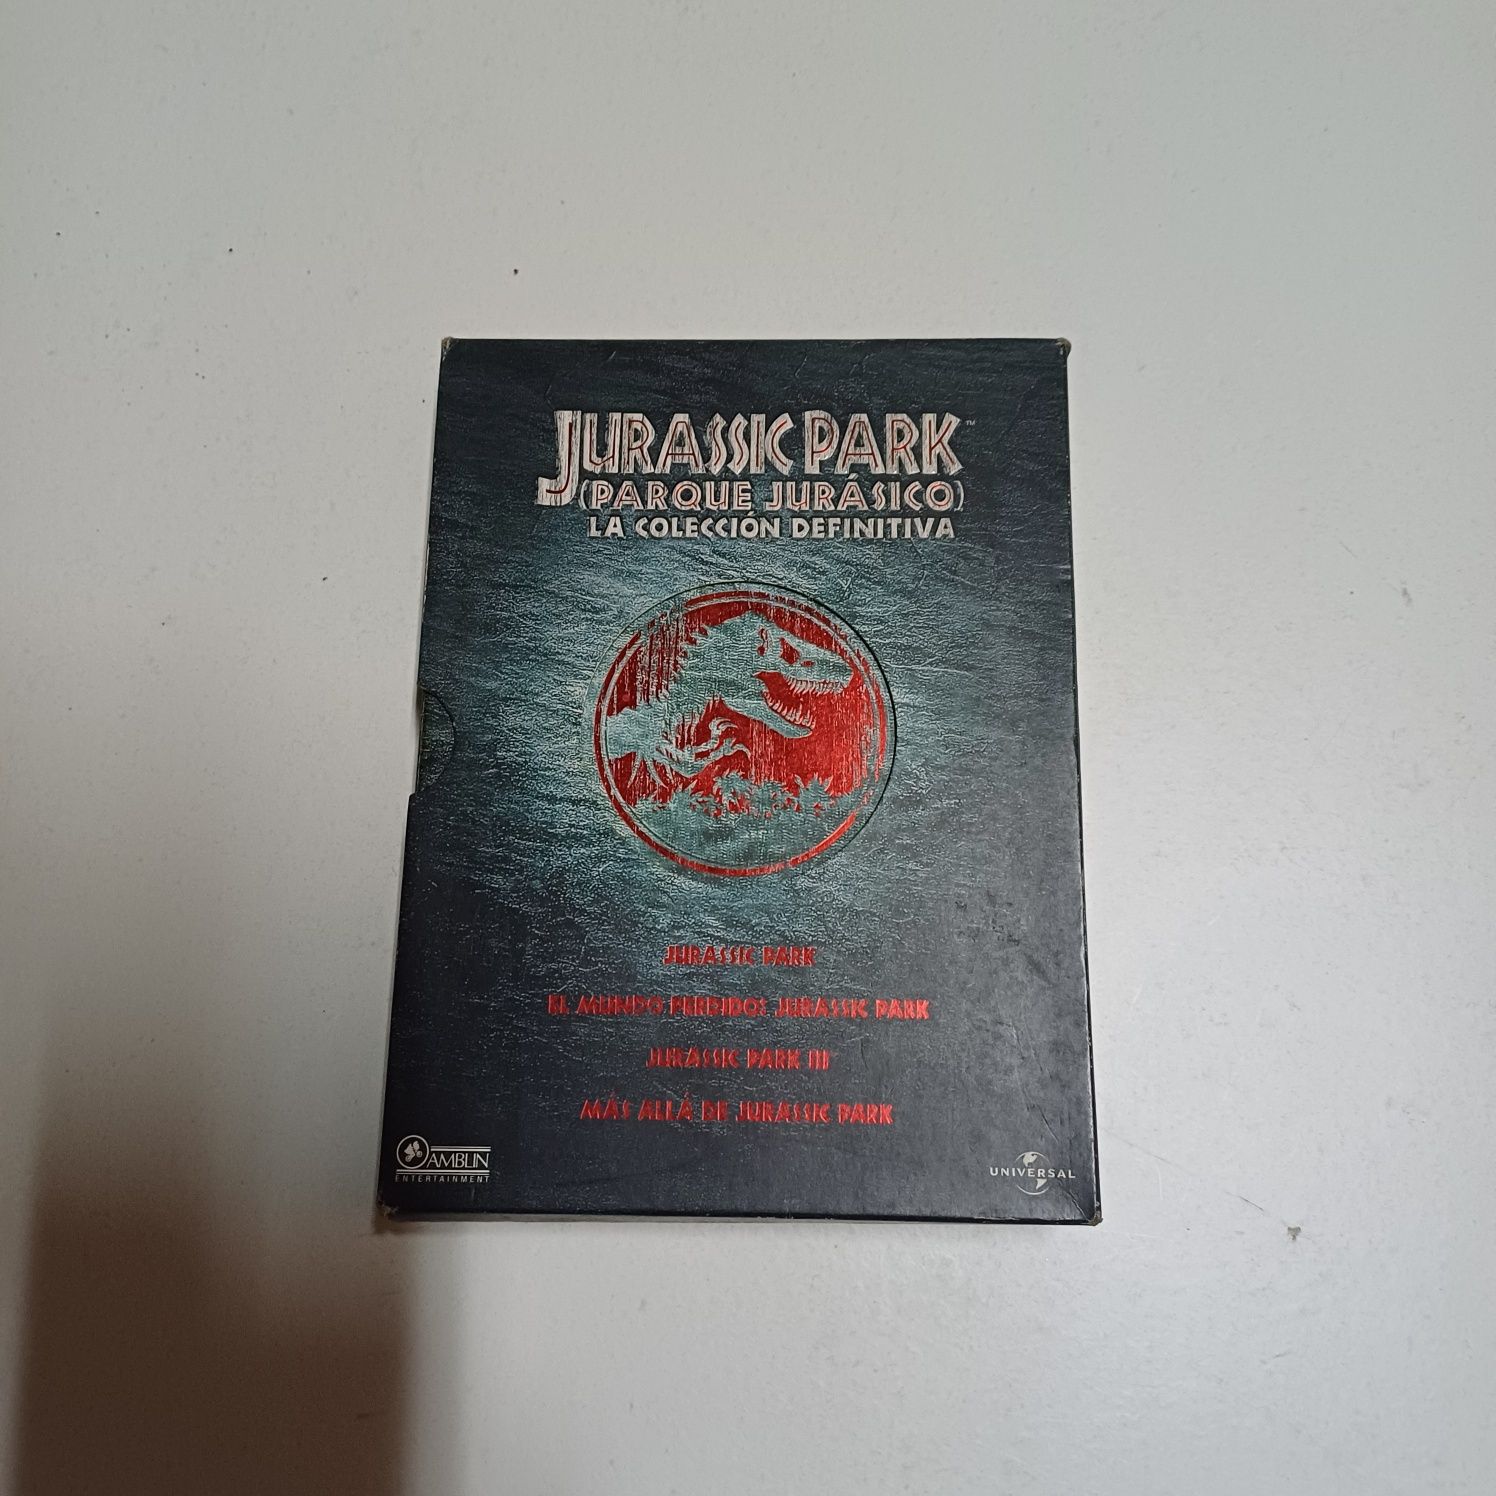 JURASSIC PARK™
(PARQUE JURÁSICO)
LA COLECCIÓN DEFINITIVA
JURASSIC PARK
EL MUNDO PERDIDO: JURASSIC PARK
JURASSIC PARK III
MÁS ALLÁ DE JURASSIC PARK
AMBLIN
ENTERTAINMENT
UNIVERSAL